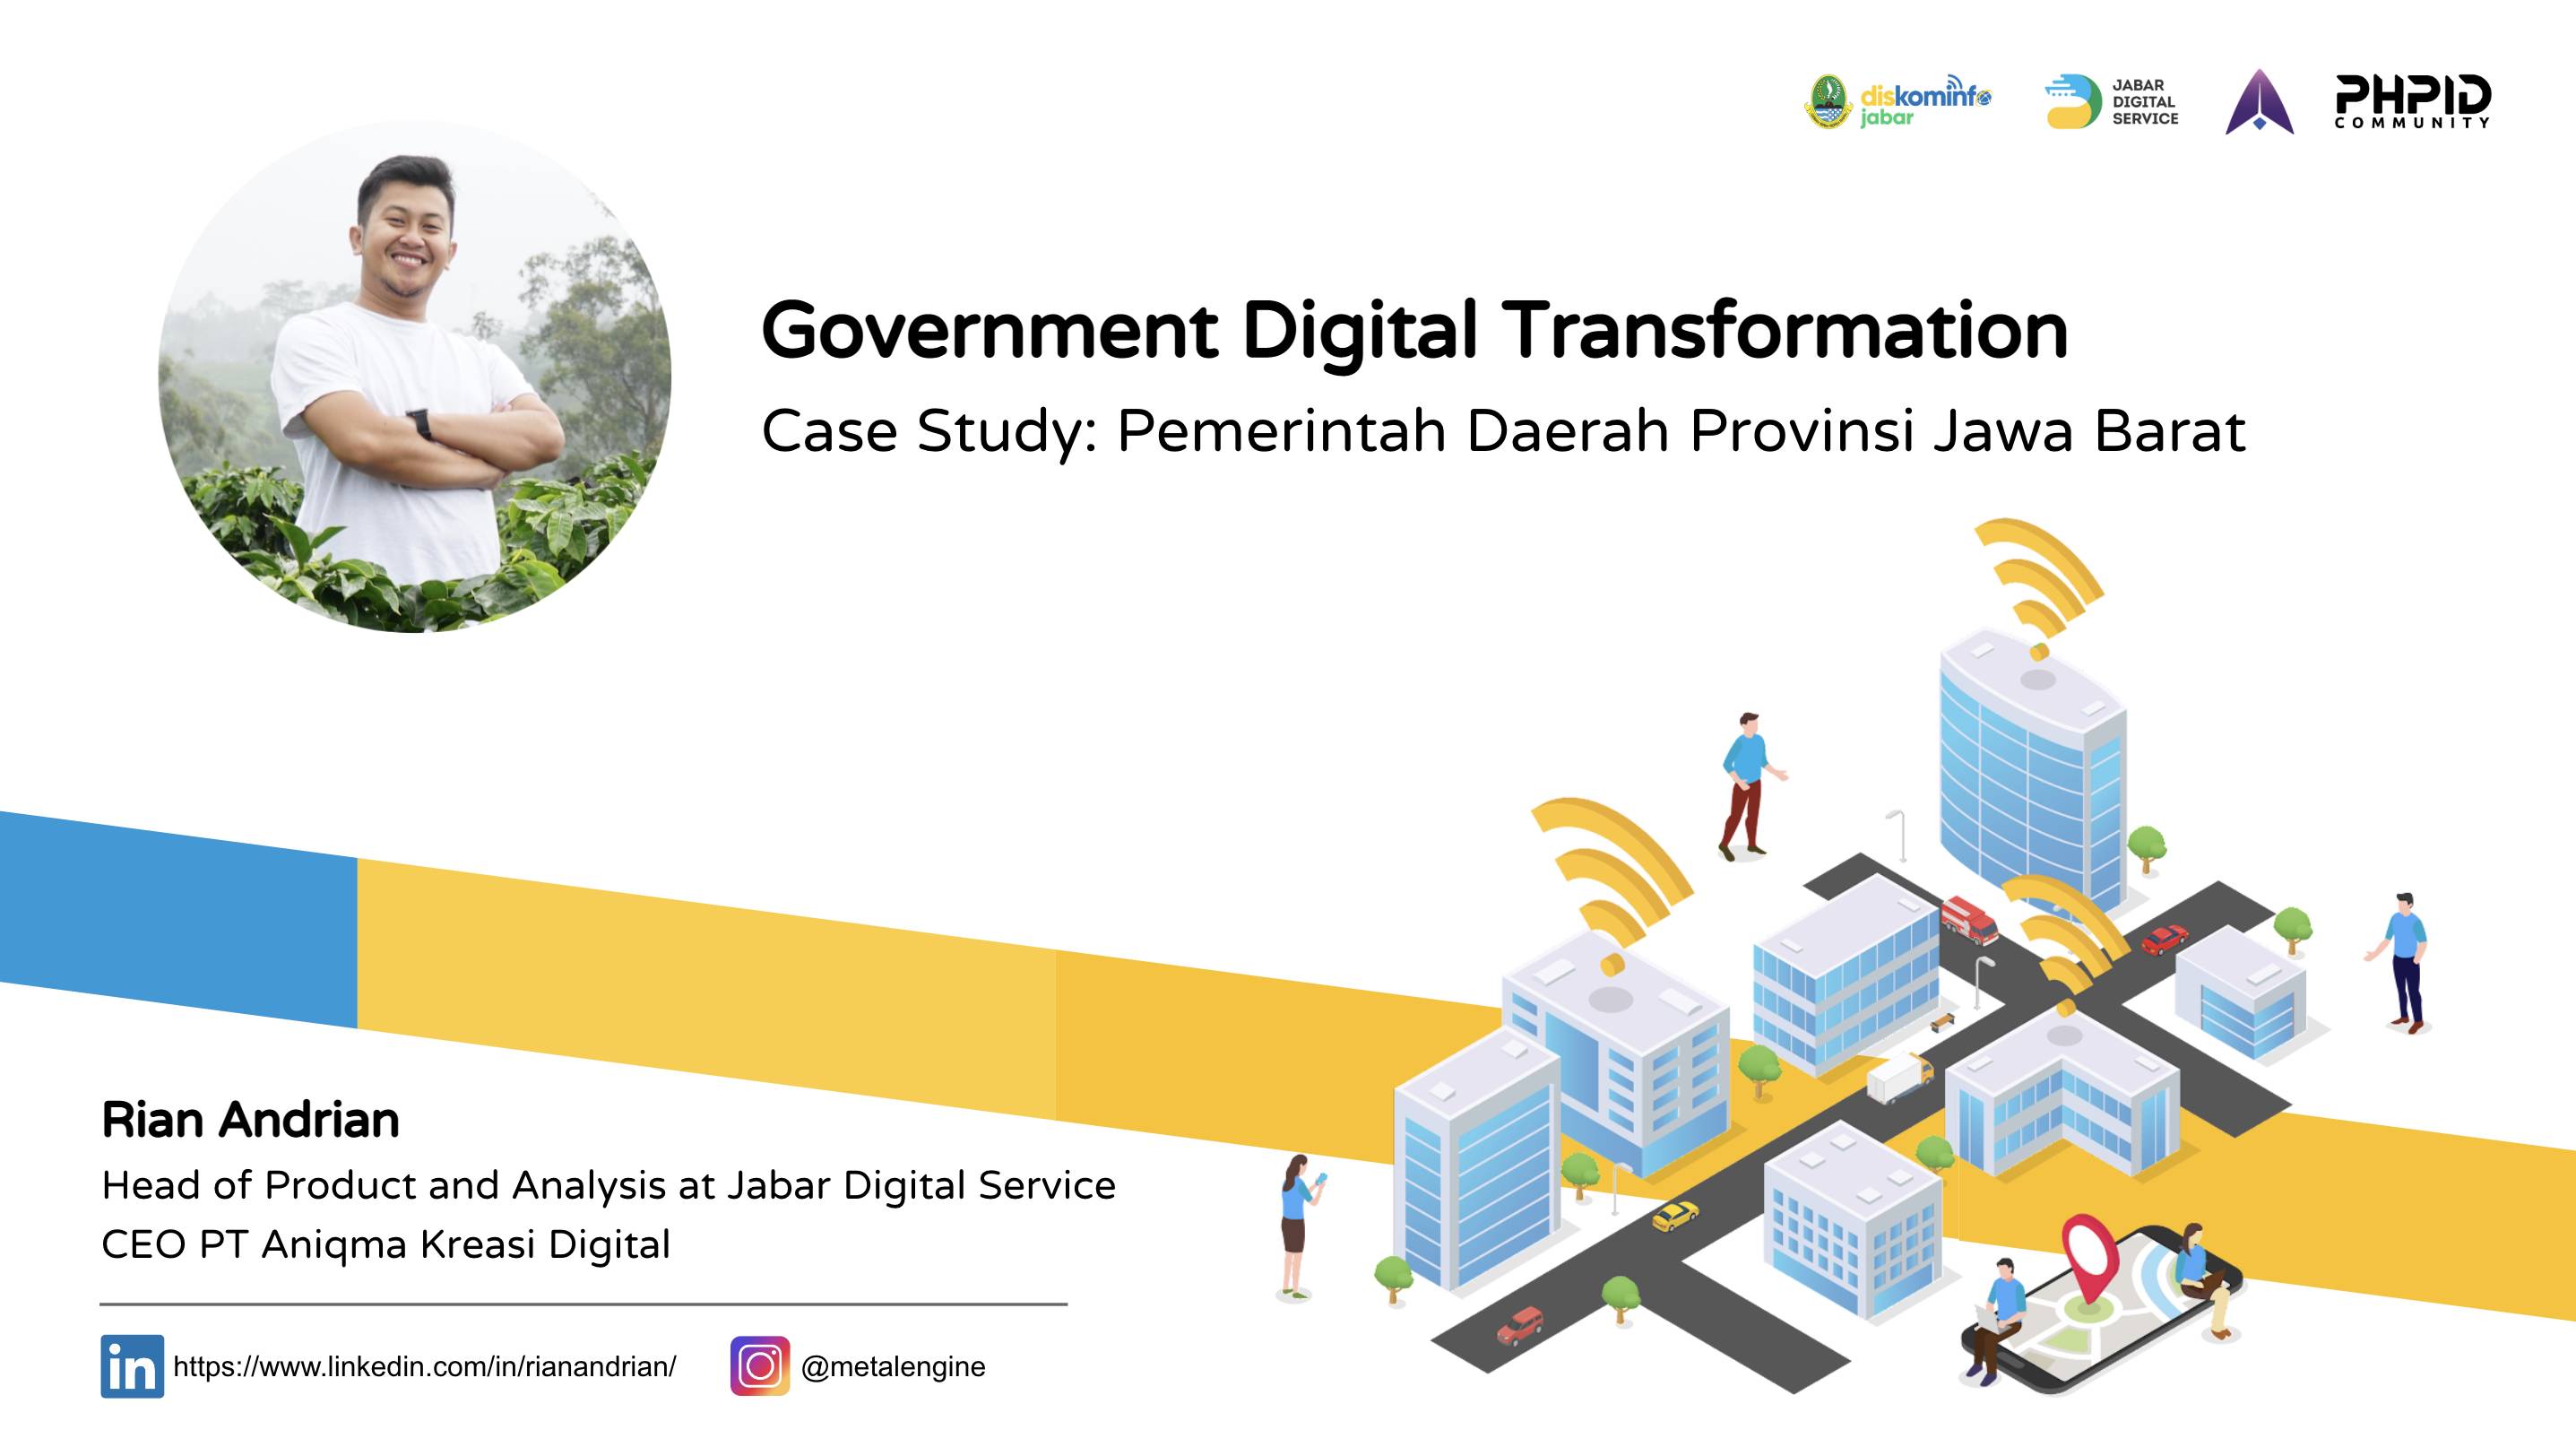 diskominfo
jabar
JABAR
DIGITAL
SERVICE
PHPID
COMMUNITY
Government Digital Transformation
Case Study: Pemerintah Daerah Provinsi Jawa Barat
Rian Andrian
Head of Product and Analysis at Jabar Digital Service
CEO PT Aniqma Kreasi Digital
in https://www.linkedin.com/in/rianandrian/
@metalengine